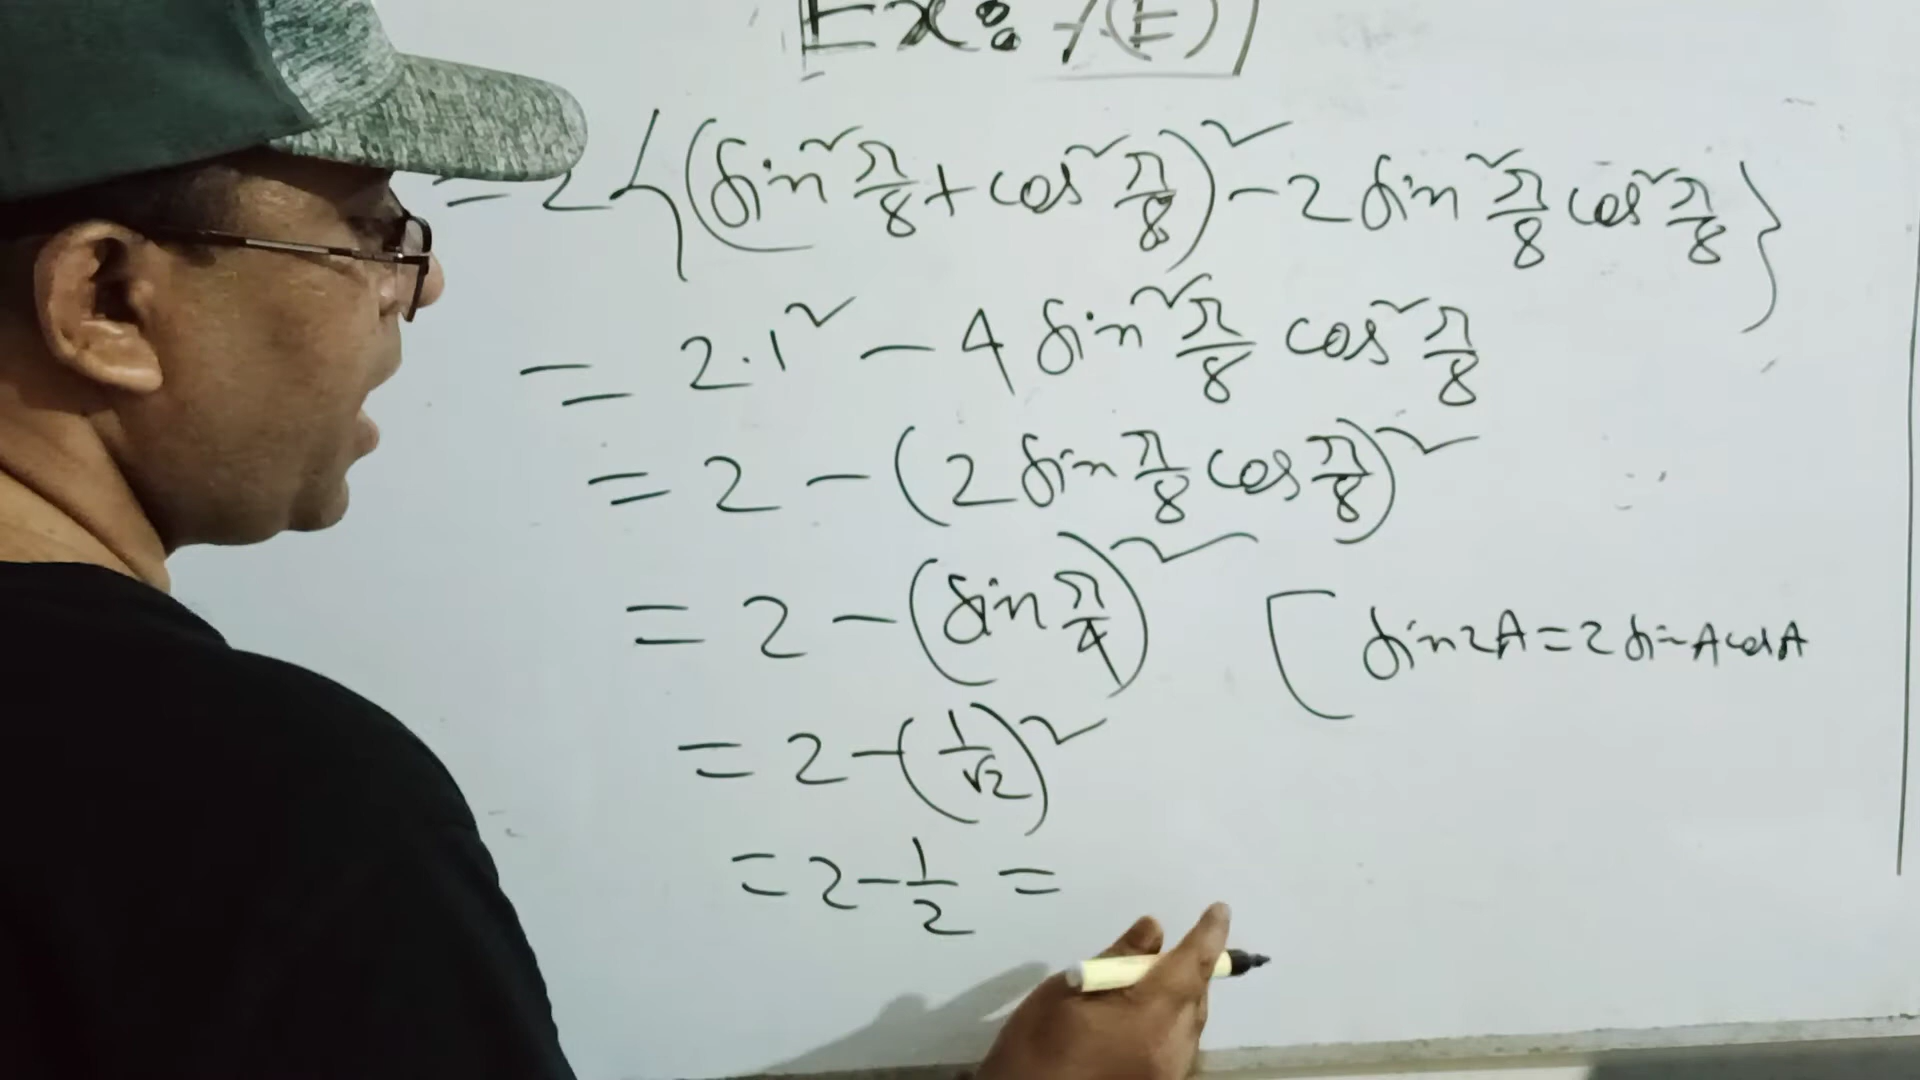 Ex: 7(E)
= 2{(sin²π/8 + cos²π/8)² - 2 sin²π/8 cos²π/8}
= 2.1² - 4 sin²π/8 cos²π/8
= 2 - (2 sin π/8 cos π/8)²
= 2 - (sin π/4)² [sin2A = 2 sinA cosA
= 2 - (1/√2)²
= 2 - 1/2 =